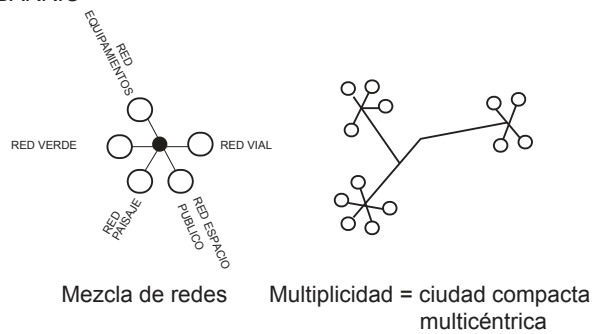 RED
EQUIPAMIENTOS
RED VERDE
RED VIAL
RED
PAISAJE
RED ESPACIO
PUBLICO
Mezcla de redes
Multiplicidad = ciudad compacta
multicéntrica